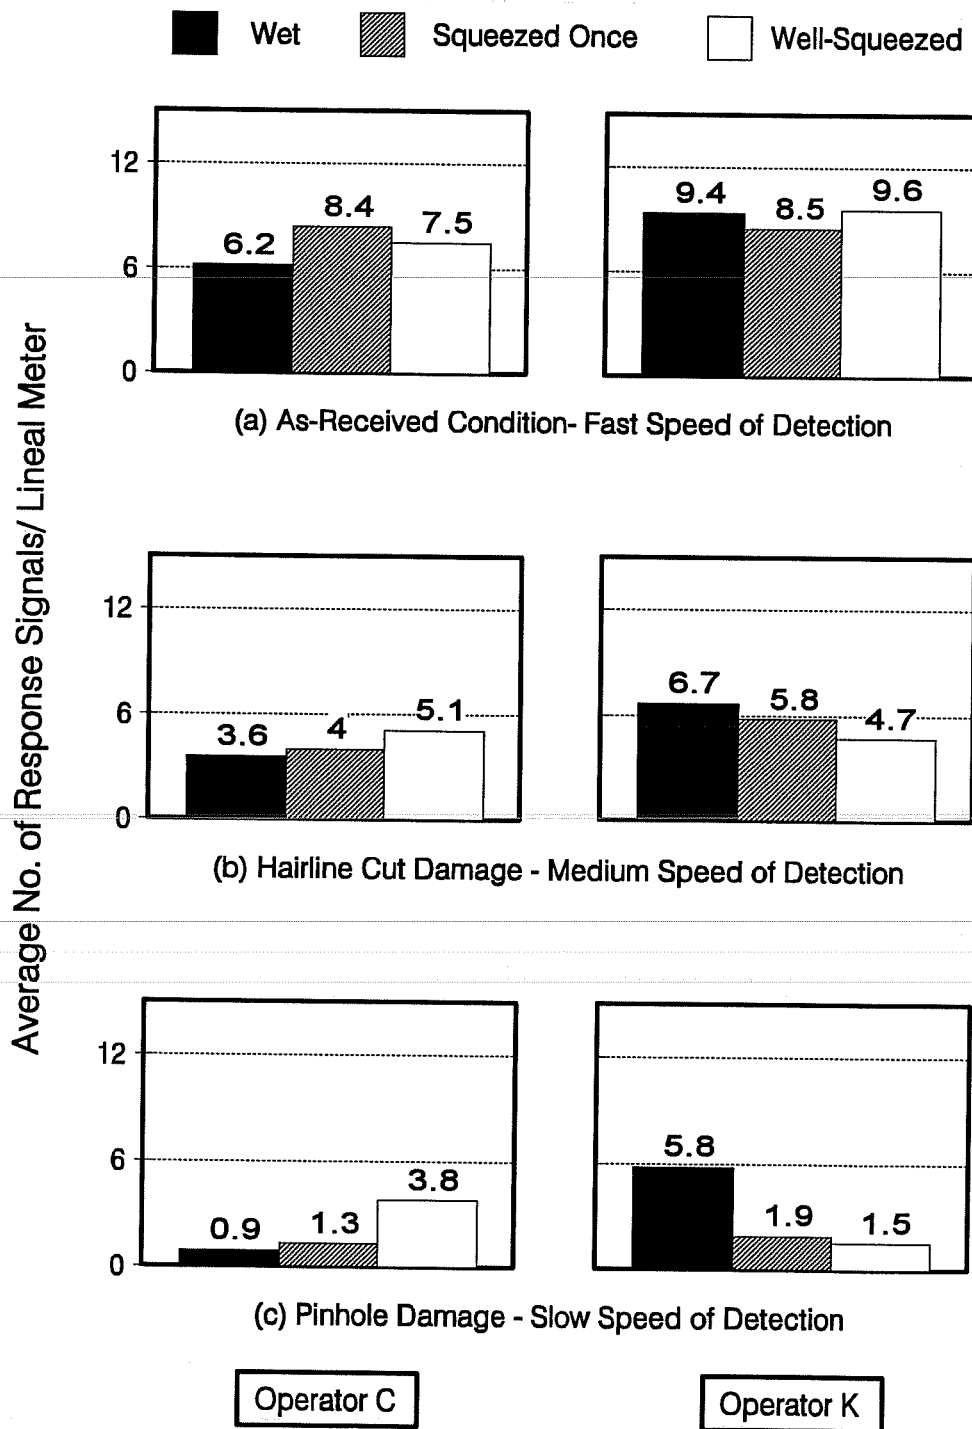 Wet Squeezed Once Well-Squeezed
Average No. of Response Signals/ Lineal Meter
12
6
0
6.2 8.4 7.5
9.4 8.5 9.6
(a) As-Received Condition- Fast Speed of Detection
12
6
0
3.6 4 5.1
6.7 5.8 4.7
(b) Hairline Cut Damage - Medium Speed of Detection
12
6
0
0.9 1.3 3.8
5.8 1.9 1.5
(c) Pinhole Damage - Slow Speed of Detection
Operator C
Operator K